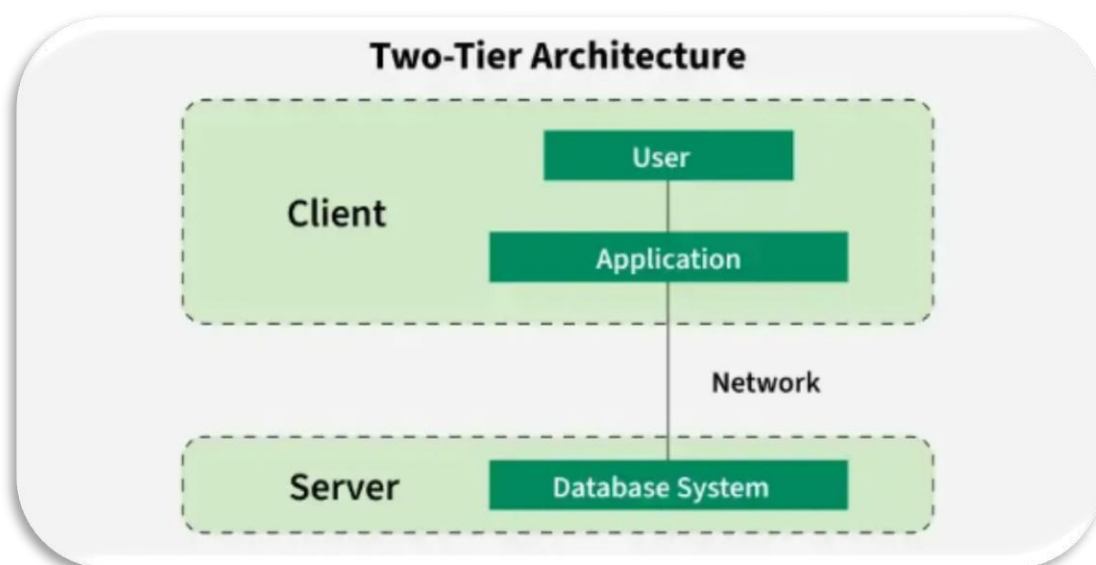 Two-Tier Architecture
User
Client
Application
Network
Server
Database System